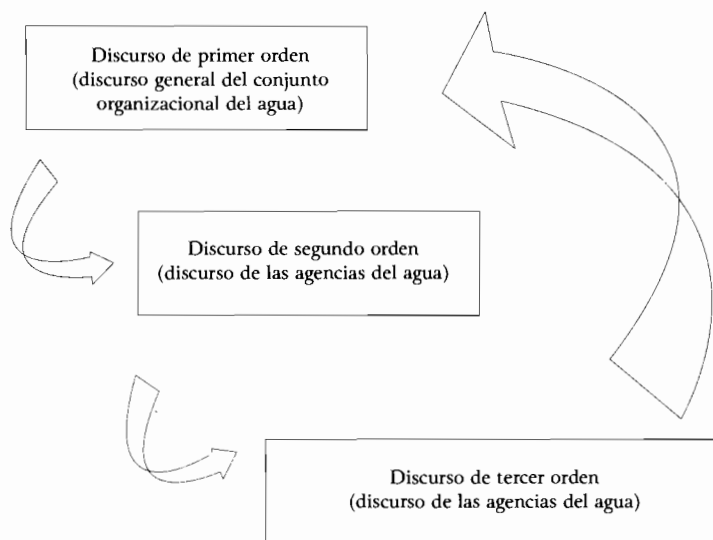 Discurso de primer orden
(discurso general del conjunto
organizacional del agua)
Discurso de segundo orden
(discurso de las agencias del agua)
Discurso de tercer orden
(discurso de las agencias del agua)